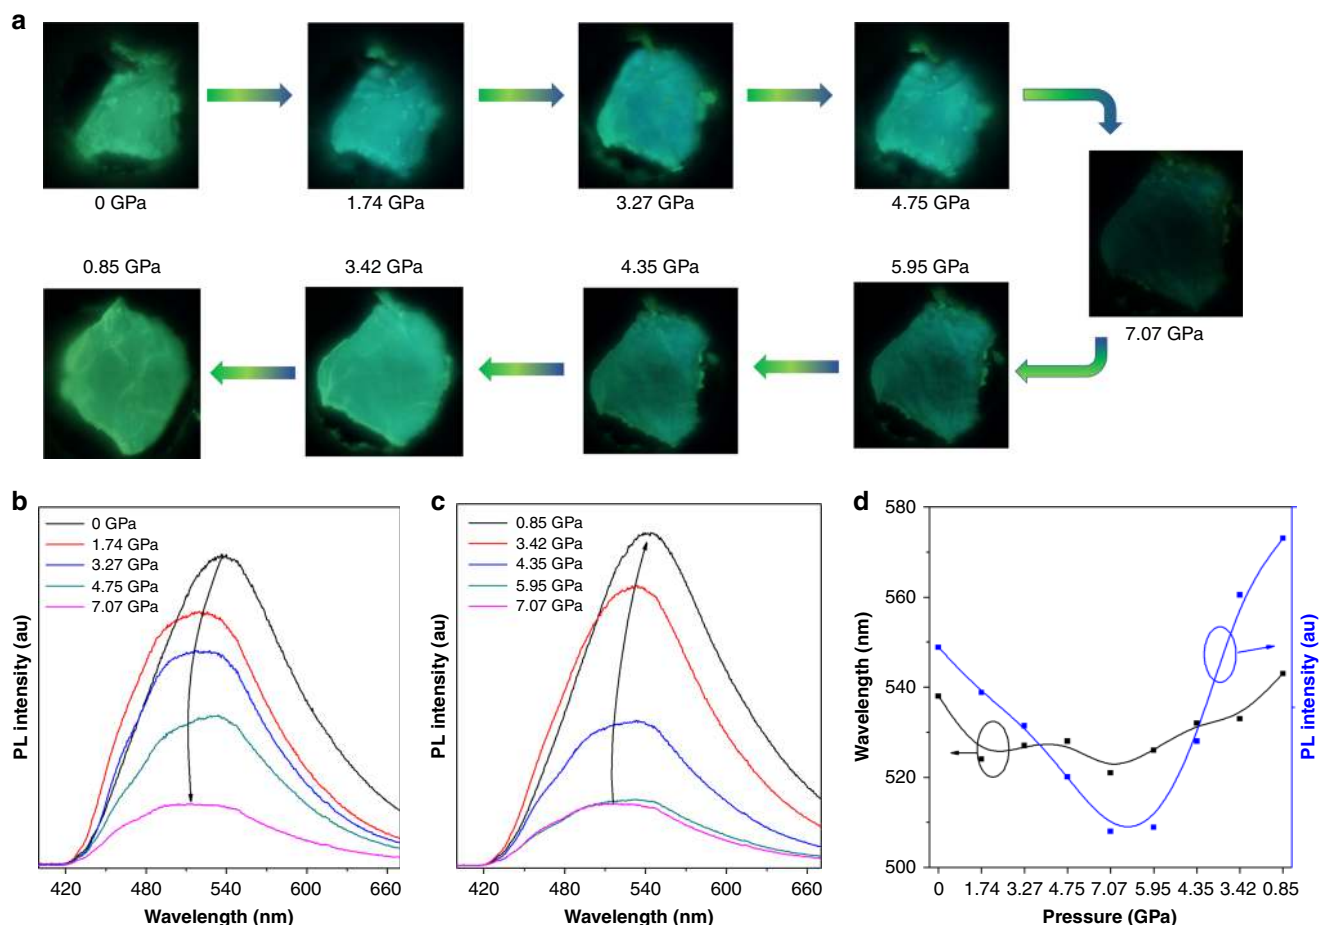 a
0 GPa
1.74 GPa
3.27 GPa
4.75 GPa
7.07 GPa
0.85 GPa
3.42 GPa
4.35 GPa
5.95 GPa
b
0 GPa
1.74 GPa
3.27 GPa
4.75 GPa
7.07 GPa
PL intensity (au)
420 480 540 600 660
Wavelength (nm)
c
0.85 GPa
3.42 GPa
4.35 GPa
5.95 GPa
7.07 GPa
PL intensity (au)
420 480 540 600 660
Wavelength (nm)
d
580
560
540
520
500
Wavelength (nm)
PL intensity (au)
0 1.74 3.27 4.75 7.07 5.95 4.35 3.42 0.85
Pressure (GPa)